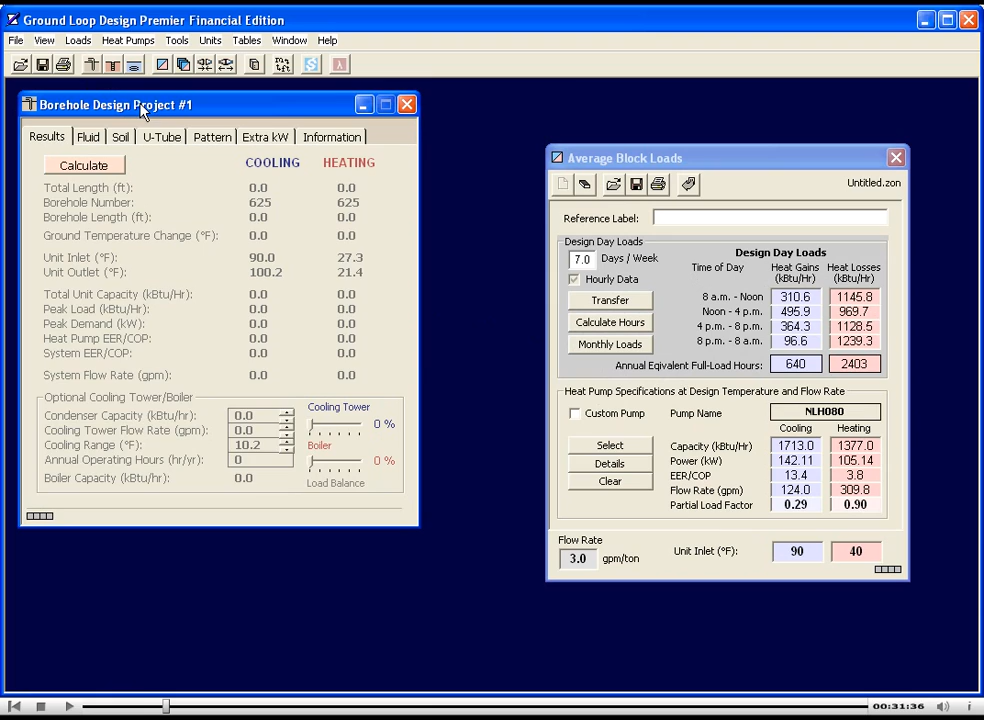 Ground Loop Design Premier Financial Edition
File View Loads Heat Pumps Tools Units Tables Window Help
Borehole Design Project #1
Results Fluid Soil U-Tube Pattern Extra kW Information
Calculate COOLING HEATING
Total Length (ft): 0.0 0.0
Borehole Number: 625 625
Borehole Length (ft): 0.0 0.0
Ground Temperature Change (°F): 0.0 0.0
Unit Inlet (°F): 90.0 27.3
Unit Outlet (°F): 100.2 21.4
Total Unit Capacity (kBtu/Hr): 0.0 0.0
Peak Load (kBtu/Hr): 0.0 0.0
Peak Demand (kW): 0.0 0.0
Heat Pump EER/COP: 0.0 0.0
System EER/COP: 0.0 0.0
System Flow Rate (gpm): 0.0 0.0
Optional Cooling Tower/Boiler
Condenser Capacity (kBtu/hr): 0.0
Cooling Tower Flow Rate (gpm): 0.0
Cooling Range (°F): 10.2
Annual Operating Hours (hr/yr): 0
Boiler Capacity (kBtu/hr): 0.0
Cooling Tower
0 %
Boiler
0 %
Load Balance
Average Block Loads
Untitled.zon
Reference Label:
Design Day Loads
7.0 Days / Week
Hourly Data
Transfer
Calculate Hours
Monthly Loads
Design Day Loads
Time of Day Heat Gains (kBtu/Hr) Heat Losses (kBtu/Hr)
8 a.m. - Noon 310.6 1145.8
Noon - 4 p.m. 495.9 969.7
4 p.m. - 8 p.m. 364.3 1128.5
8 p.m. - 8 a.m. 96.6 1239.3
Annual Eqivalent Full-Load Hours: 640 2403
Heat Pump Specifications at Design Temperature and Flow Rate
Custom Pump Pump Name NLH080
Cooling Heating
Select
Details
Clear
Capacity (kBtu/Hr) 1713.0 1377.0
Power (kW) 142.11 105.14
EER/COP 13.4 3.8
Flow Rate (gpm) 124.0 309.8
Partial Load Factor 0.29 0.90
Flow Rate
3.0 gpm/ton
Unit Inlet (°F): 90 40
00:31:36